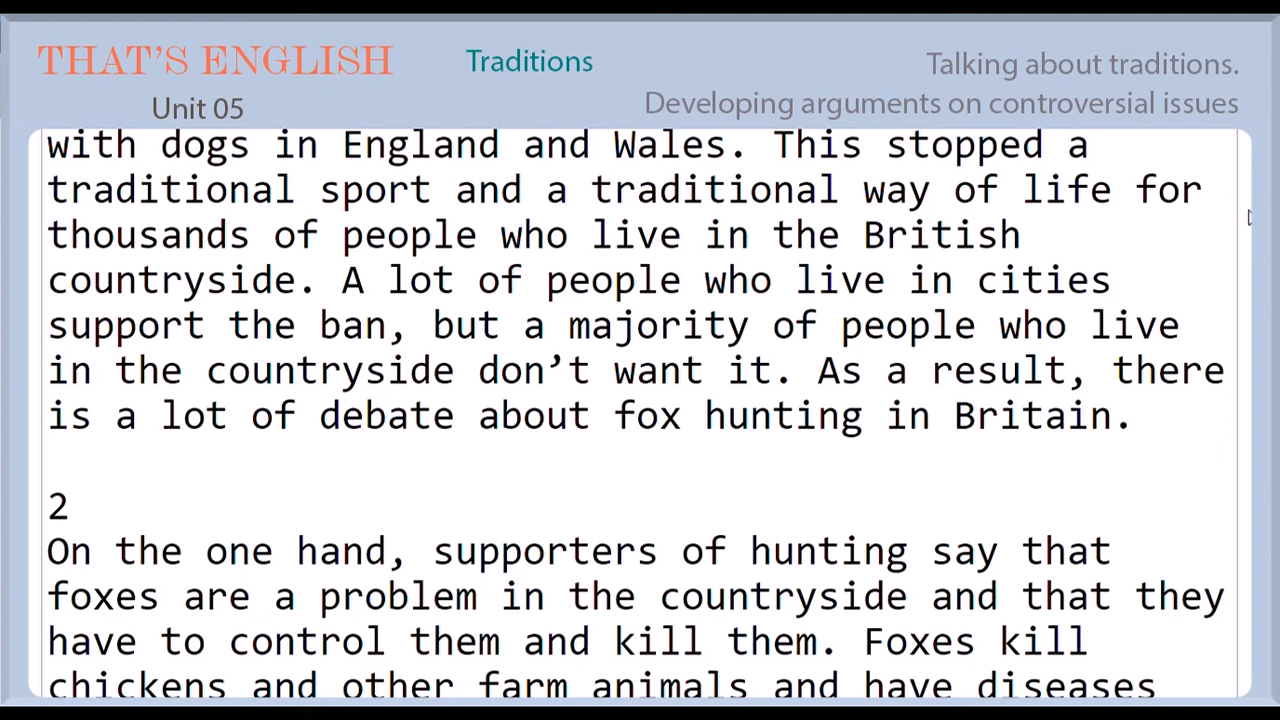 THAT'S ENGLISH
Traditions
Talking about traditions.
Unit 05
Developing arguments on controversial issues
with dogs in England and Wales. This stopped a
traditional sport and a traditional way of life for
thousands of people who live in the British
countryside. A lot of people who live in cities
support the ban, but a majority of people who live
in the countryside don’t want it. As a result, there
is a lot of debate about fox hunting in Britain.
2
On the one hand, supporters of hunting say that
foxes are a problem in the countryside and that they
have to control them and kill them. Foxes kill
chickens and other farm animals and have diseases